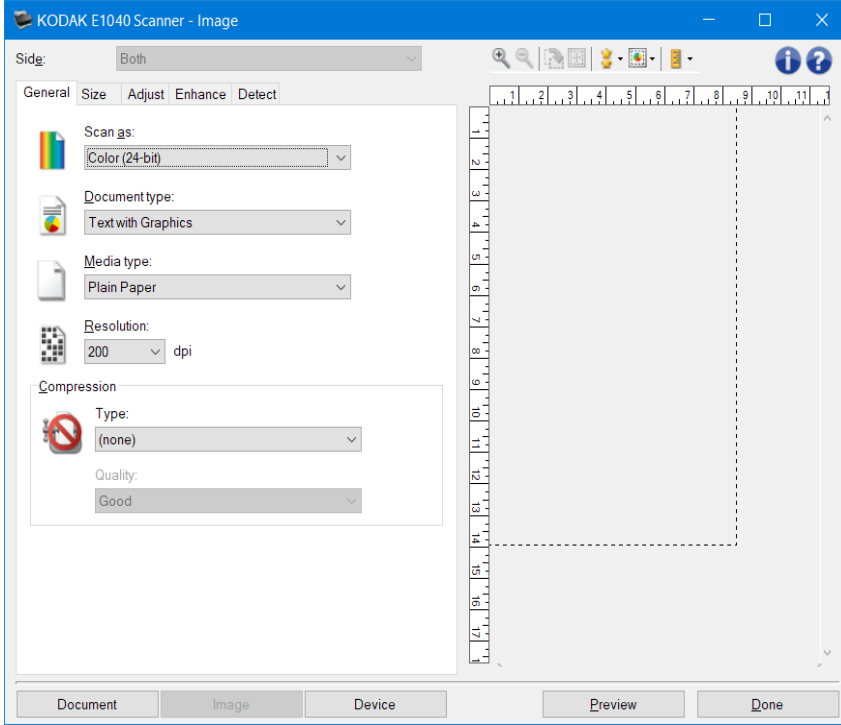 KODAK E1040 Scanner - Image
Side:
Both
General Size Adjust Enhance Detect
Scan as:
Color (24-bit)
Document type:
Text with Graphics
Media type:
Plain Paper
Resolution:
200 dpi
Compression
Type:
(none)
Quality:
Good
1 2 3 4 5 6 7 8 9 10 11 1
1
2
3
4
5
6
7
8
9
10
11
12
13
14
15
16
17
1
Document Image Device Preview Done